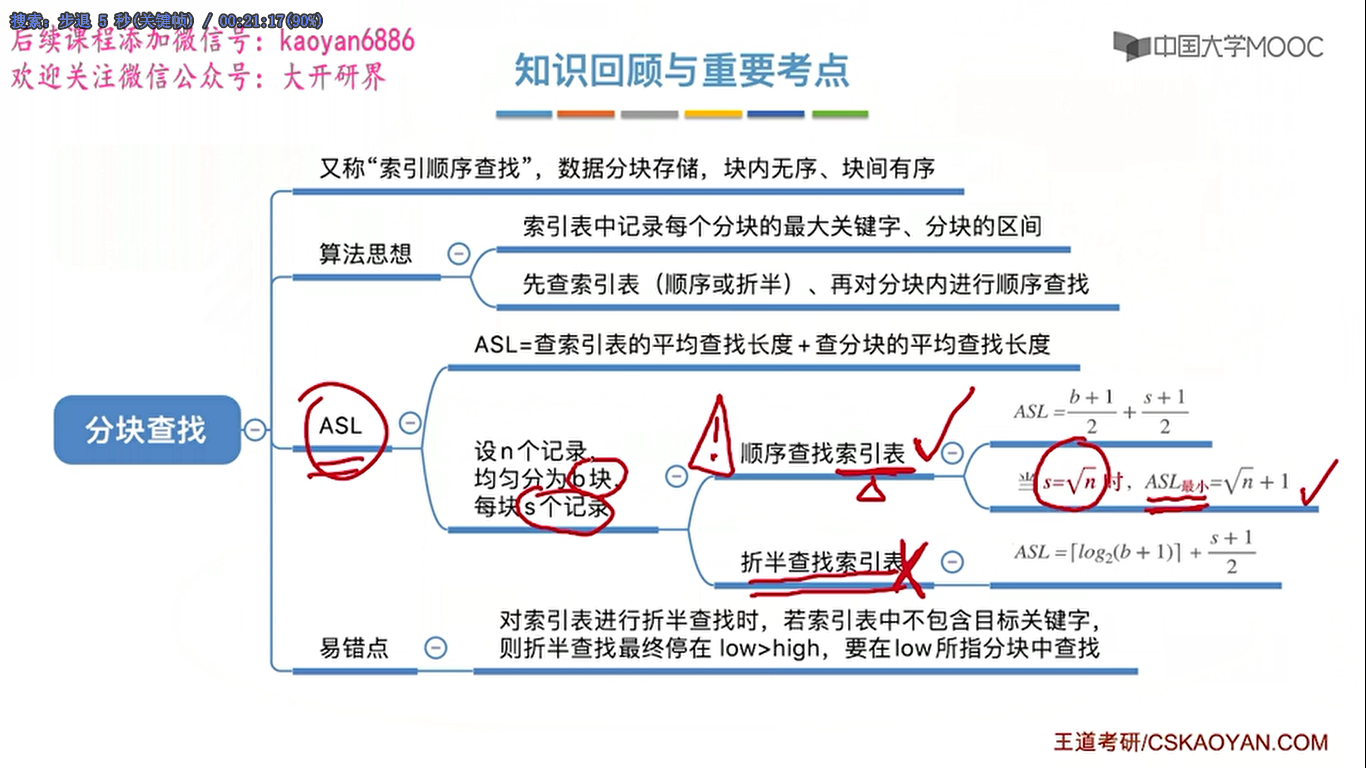 搜索: 步退 5 秒(关键帧) / 00:21:17(90%)
后续课程添加微信号：kaoyan6886
欢迎关注微信公众号：大开研界
中国大学MOOC
知识回顾与重要考点
又称“索引顺序查找”，数据分块存储，块内无序、块间有序
索引表中记录每个分块的最大关键字、分块的区间
算法思想
先查索引表（顺序或折半）、再对分块内进行顺序查找
ASL=查索引表的平均查找长度+查分块的平均查找长度
分块查找
ASL
设n个记录，
均匀分为b块，
每块s个记录
顺序查找索引表
ASL=\frac{b+1}{2}+\frac{s+1}{2}
当s=√n时，ASL最小=√n+1
折半查找索引表
ASL=⌈log₂(b+1)⌉+\frac{s+1}{2}
易错点
对索引表进行折半查找时，若索引表中不包含目标关键字，
则折半查找最终停在 low>high，要在low所指分块中查找
王道考研/CSKAOYAN.COM